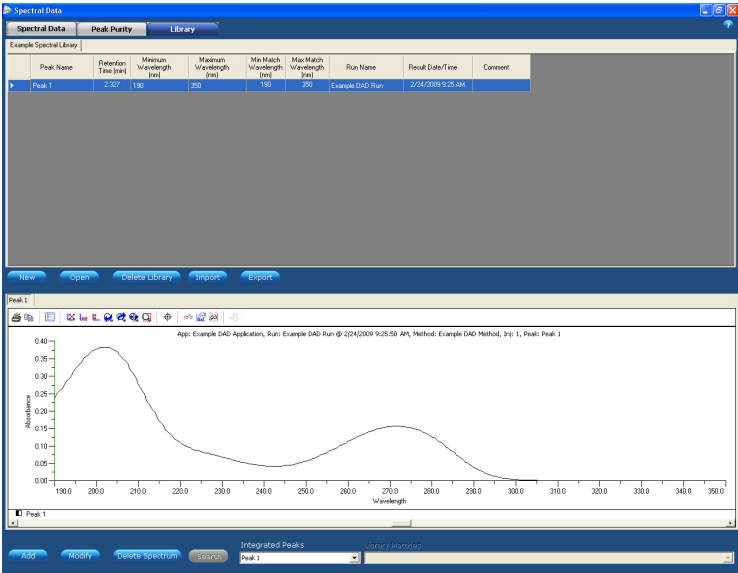 Spectral Data
Spectral Data Peak Purity Library
Example Spectral Library
Peak Name Retention Time (min) Minimum Wavelength (nm) Maximum Wavelength (nm) Min Match Wavelength (nm) Max Match Wavelength (nm) Run Name Result Date/Time Comment
Peak 1 2.327 190 350 190 350 Example DAD Run 2/24/2009 9:25 AM
New Open Delete Library Import Export
Peak 1
App: Example DAD Application, Run: Example DAD Run @ 2/24/2009 9:25:50 AM, Method: Example DAD Method, Inj: 1, Peak: Peak 1
0.40
0.35
0.30
0.25
0.20
0.15
0.10
0.05
0.00
Absorbance
190.0 200.0 210.0 220.0 230.0 240.0 250.0 260.0 270.0 280.0 290.0 300.0 310.0 320.0 330.0 340.0 350.0
Wavelength
Peak 1
Integrated Peaks Library Matches
Add Modify Delete Spectrum Search Peak 1